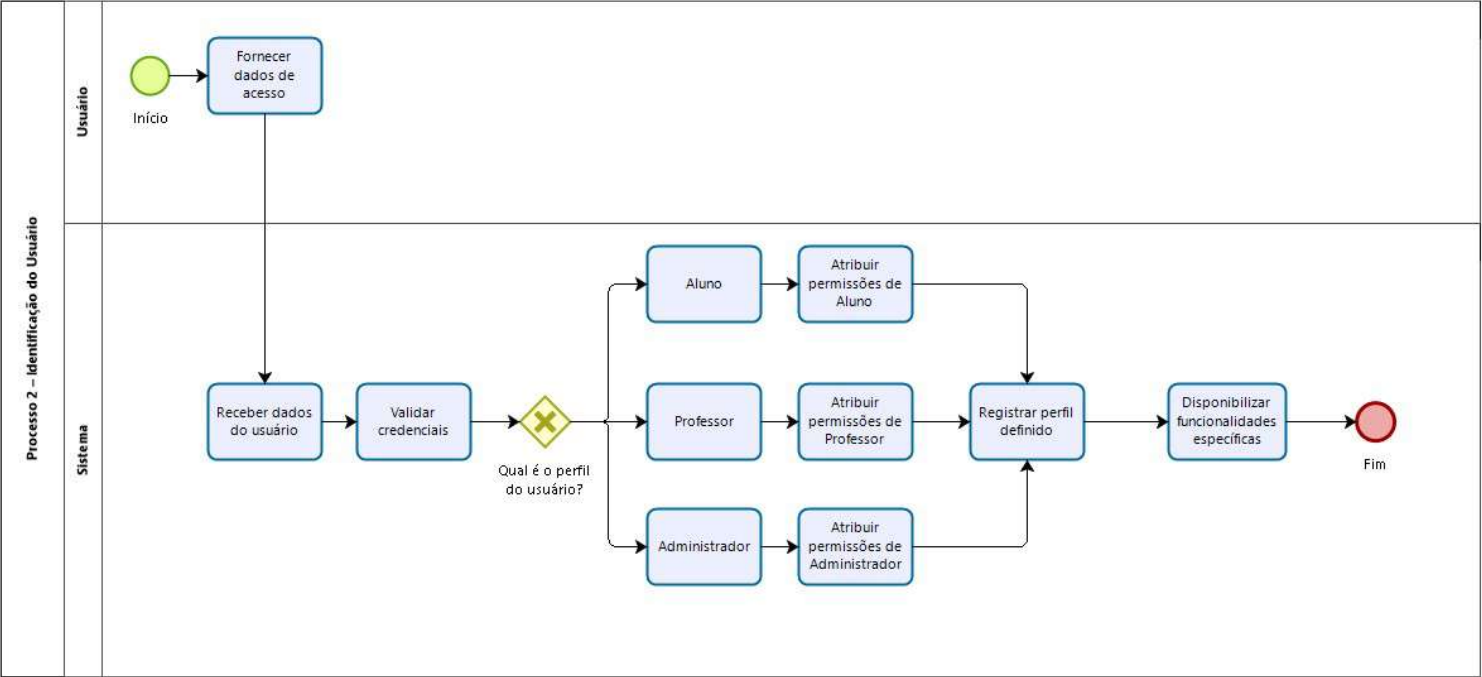 Processo 2 – Identificação do Usuário
Usuário
Início
Fornecer
dados de
acesso
Sistema
Receber dados
do usuário
Validar
credenciais
Qual é o perfil
do usuário?
Aluno
Atribuir
permissões de
Aluno
Professor
Atribuir
permissões de
Professor
Administrador
Atribuir
permissões de
Administrador
Registrar perfil
definido
Disponibilizar
funcionalidades
específicas
Fim